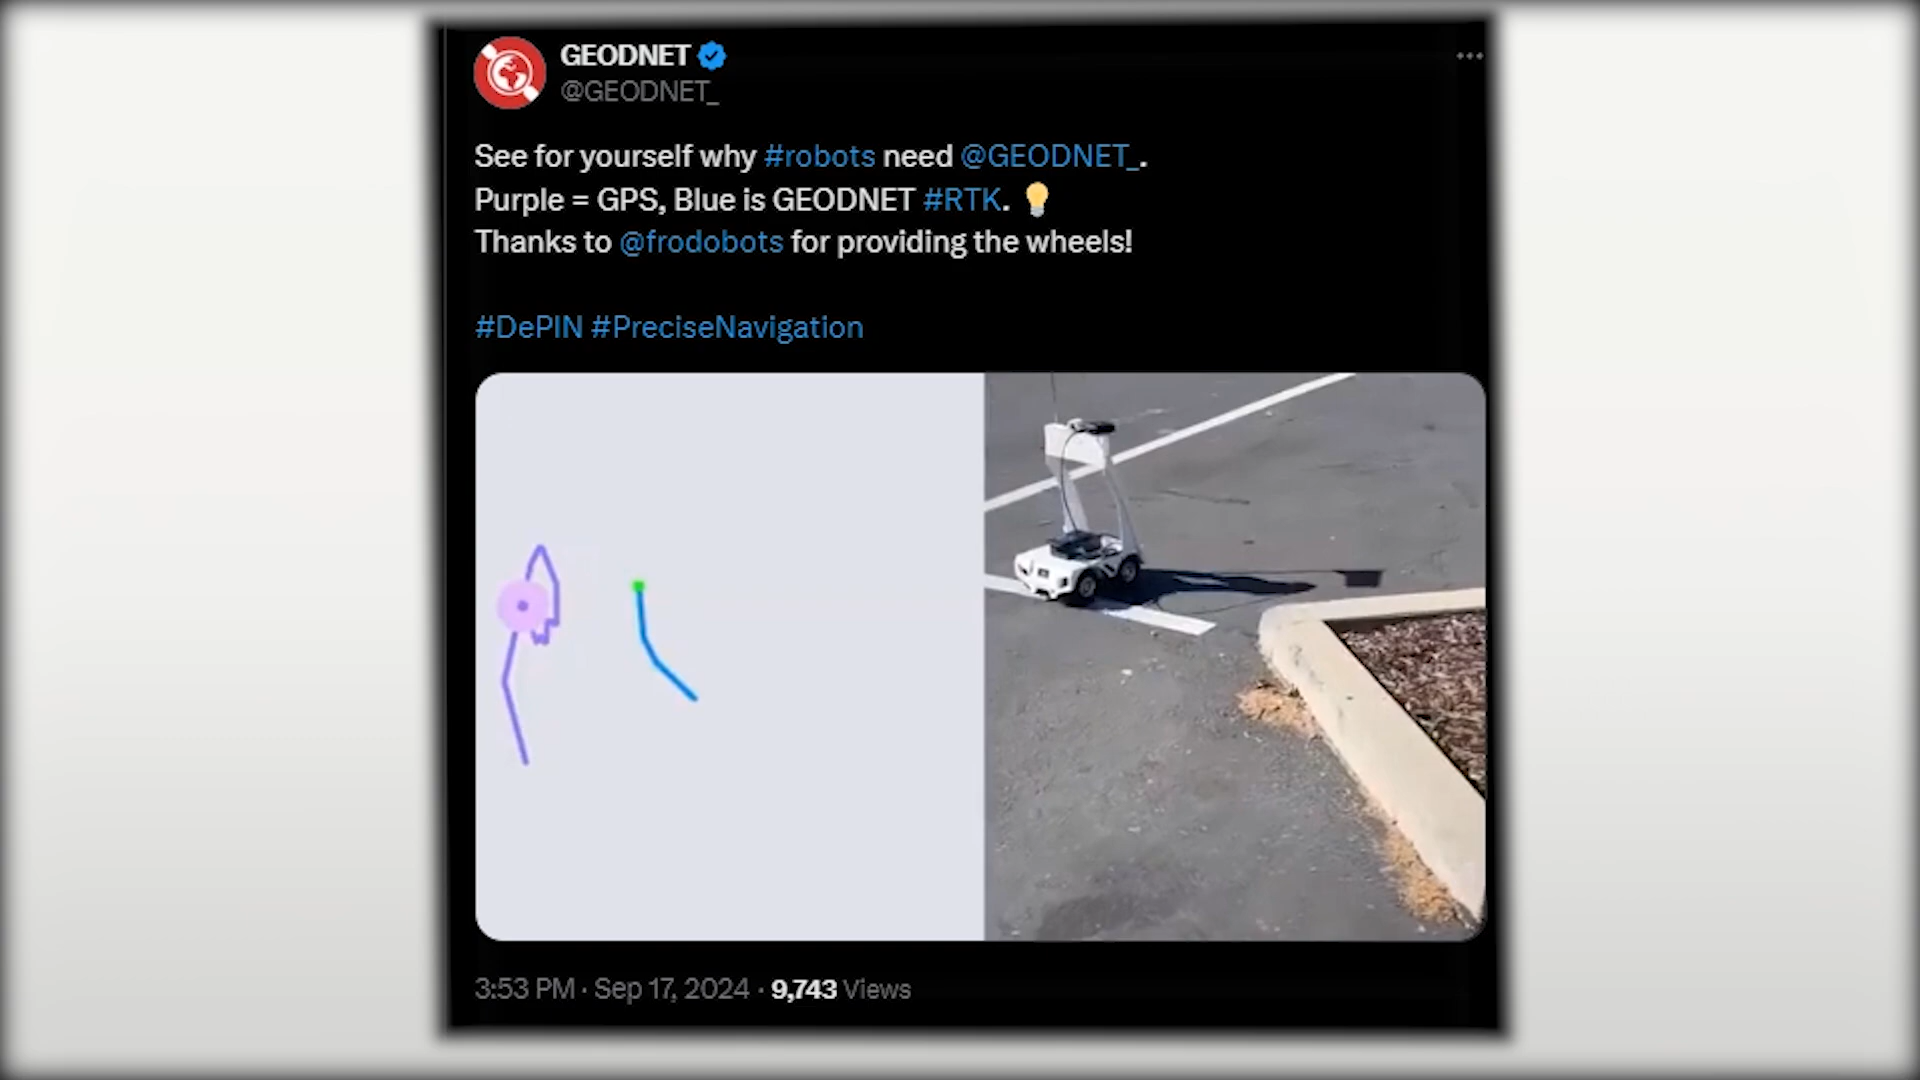 GEODNET
@GEODNET_
See for yourself why #robots need @GEODNET_.
Purple = GPS, Blue is GEODNET #RTK. 💡
Thanks to @frodobots for providing the wheels!
#DePIN #PreciseNavigation
3:53 PM · Sep 17, 2024 · 9,743 Views